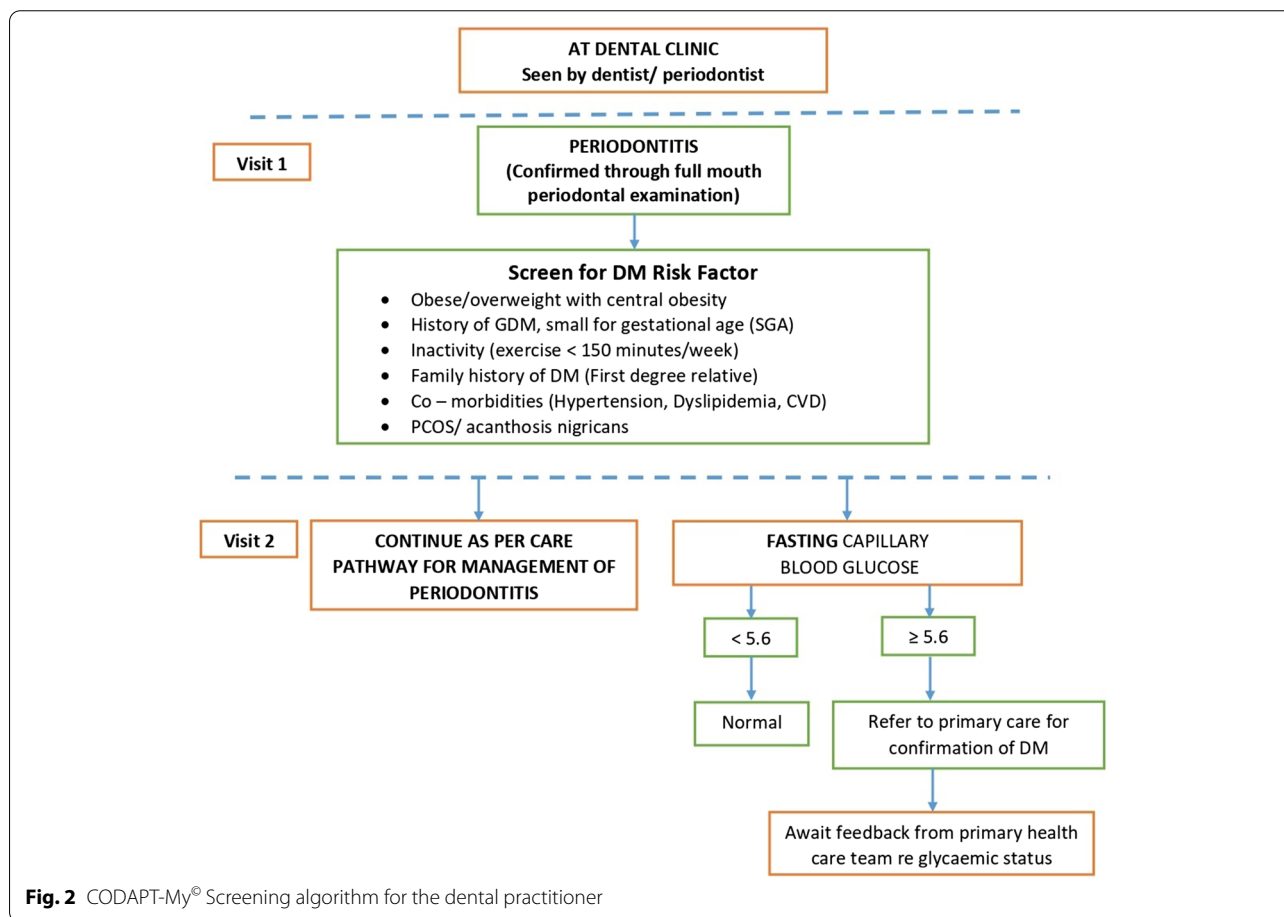 AT DENTAL CLINIC
Seen by dentist/ periodontist
Visit 1
PERIODONTITIS
(Confirmed through full mouth
periodontal examination)
Screen for DM Risk Factor
• Obese/overweight with central obesity
• History of GDM, small for gestational age (SGA)
• Inactivity (exercise < 150 minutes/week)
• Family history of DM (First degree relative)
• Co – morbidities (Hypertension, Dyslipidemia, CVD)
• PCOS/ acanthosis nigricans
Visit 2
CONTINUE AS PER CARE
PATHWAY FOR MANAGEMENT OF
PERIODONTITIS
FASTING CAPILLARY
BLOOD GLUCOSE
< 5.6
≥ 5.6
Normal
Refer to primary care for
confirmation of DM
Await feedback from primary health
care team re glycaemic status
Fig. 2 CODAPT-My© Screening algorithm for the dental practitioner